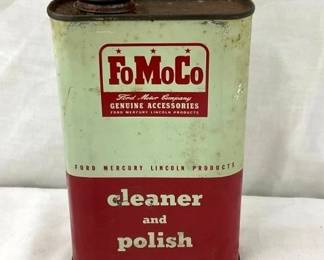 FoMoCo
Ford Motor Company
GENUINE ACCESSORIES
FORD MERCURY LINCOLN PRODUCTS
FORD MERCURY LINCOLN PRODUCTS
cleaner
and
polish